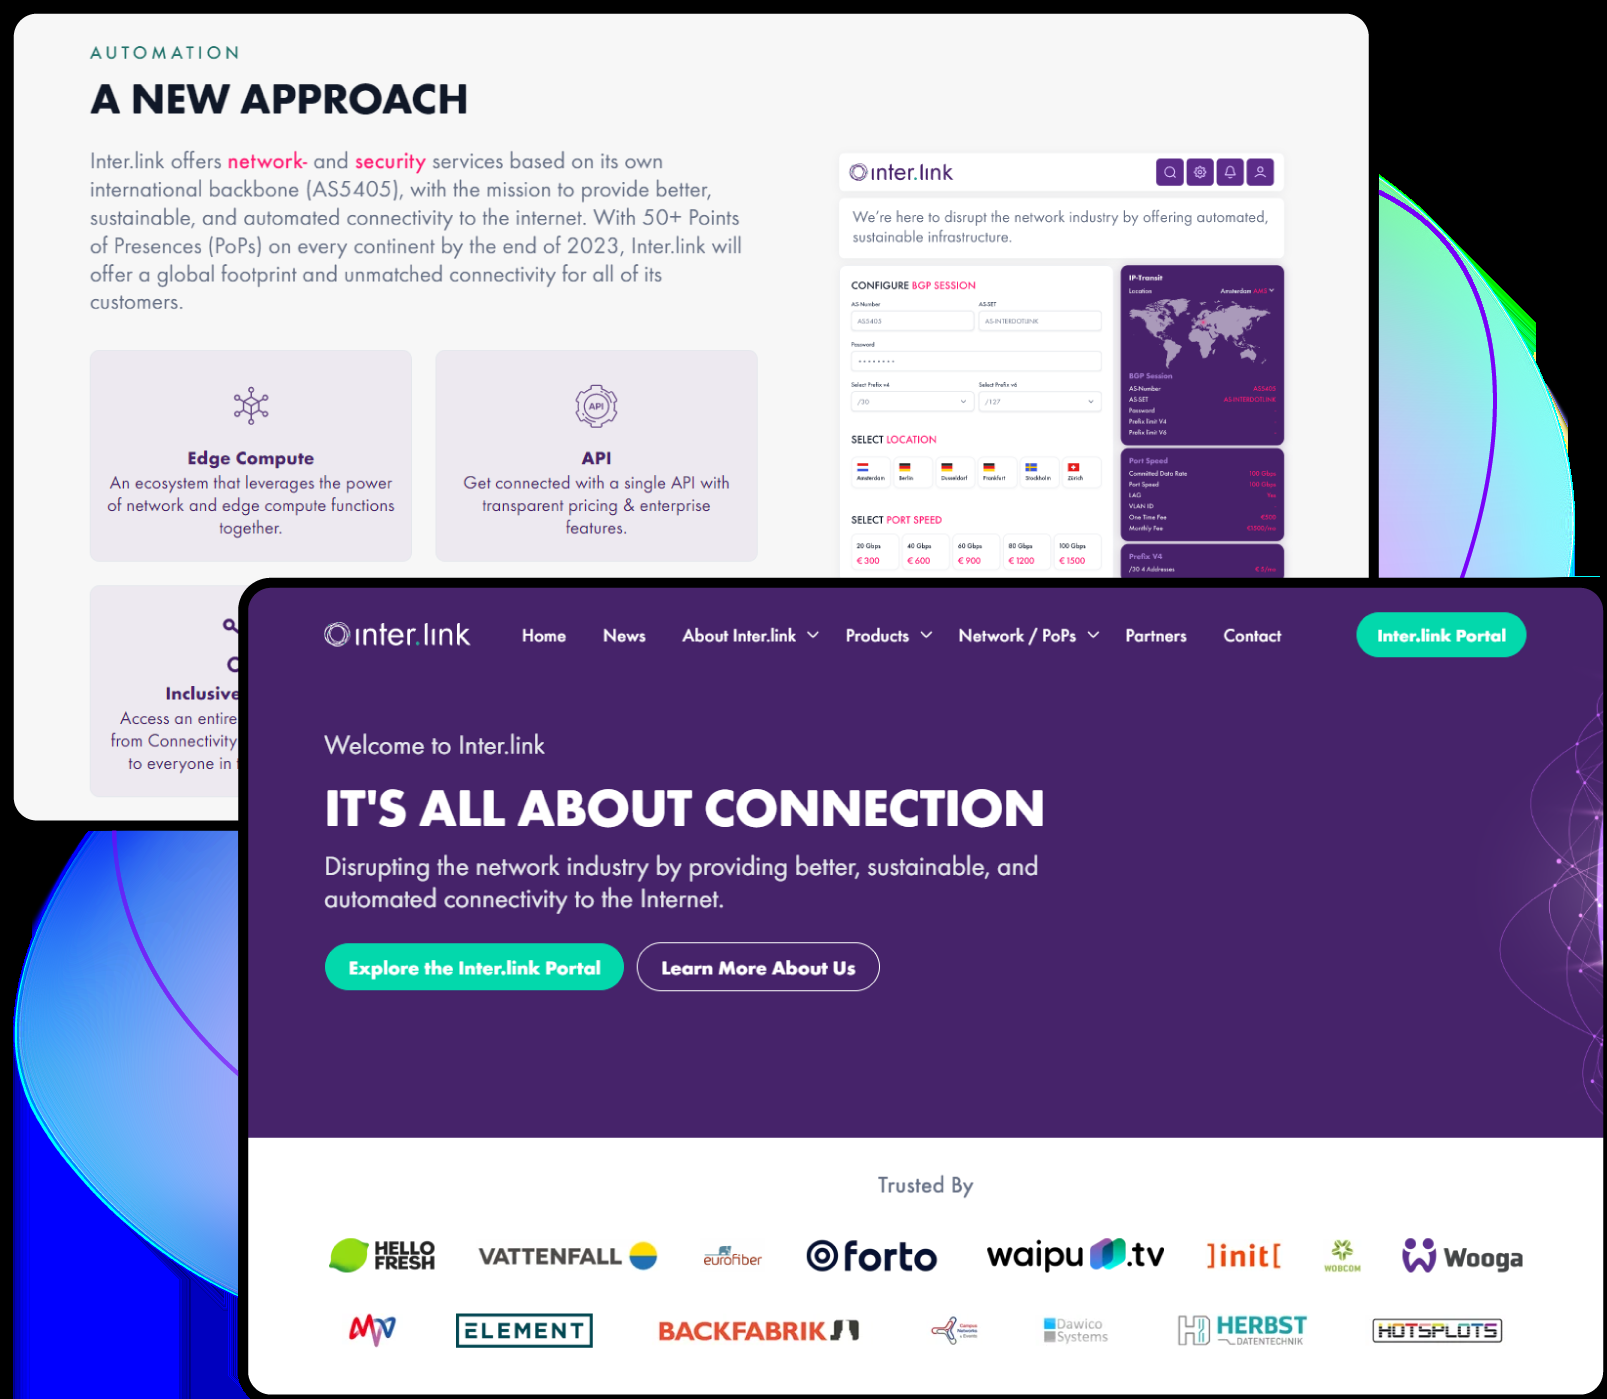 AUTOMATION
A NEW APPROACH
Inter.link offers network- and security services based on its own
international backbone (AS5405), with the mission to provide better,
sustainable, and automated connectivity to the internet. With 50+ Points
of Presences (PoPs) on every continent by the end of 2023, Inter.link will
offer a global footprint and unmatched connectivity for all of its
customers.
Edge Compute
An ecosystem that leverages the power
of network and edge compute functions
together.
API
API
Get connected with a single API with
transparent pricing & enterprise
features.
Inclusive
Access an entire
from Connectivity
to everyone in
inter.link
We're here to disrupt the network industry by offering automated,
sustainable infrastructure.
CONFIGURE BGP SESSION
AS-Number AS-SET
AS5405 AS-INTERDOTLINK
Password
Select Prefix v4 Select Prefix v6
/30 /127
SELECT LOCATION
Amsterdam Berlin Dusseldorf Frankfurt Stockholm Zürich
SELECT PORT SPEED
20 Gbps 40 Gbps 60 Gbps 80 Gbps 100 Gbps
€ 300 € 600 € 900 € 1200 € 1500
IP-Transit
Location Amsterdam AMS
BGP Session
AS-Number AS5405
AS-SET AS-INTERDOTLINK
Password
Prefix limit V4
Prefix limit V6
Port Speed
Committed Data Rate 100 Gbps
Port Speed 100 Gbps
LAG No
VLAN ID
One Time Fee €500
Monthly Fee €1500/mo
Prefix V4
/30 4 Addresses € 5/mo
inter.link Home News About Inter.link Products Network / PoPs Partners Contact Inter.link Portal
Welcome to Inter.link
IT'S ALL ABOUT CONNECTION
Disrupting the network industry by providing better, sustainable, and
automated connectivity to the Internet.
Explore the Inter.link Portal Learn More About Us
Trusted By
HELLO
FRESH
VATTENFALL
eurofiber
forto
waipu.tv
]init[
WOBCOM
Wooga
ELEMENT
BACKFABRIK
Campus
Networks
& Events
Dawico
Systems
HERBST
DATENTECHNIK
HOTSPLOTS